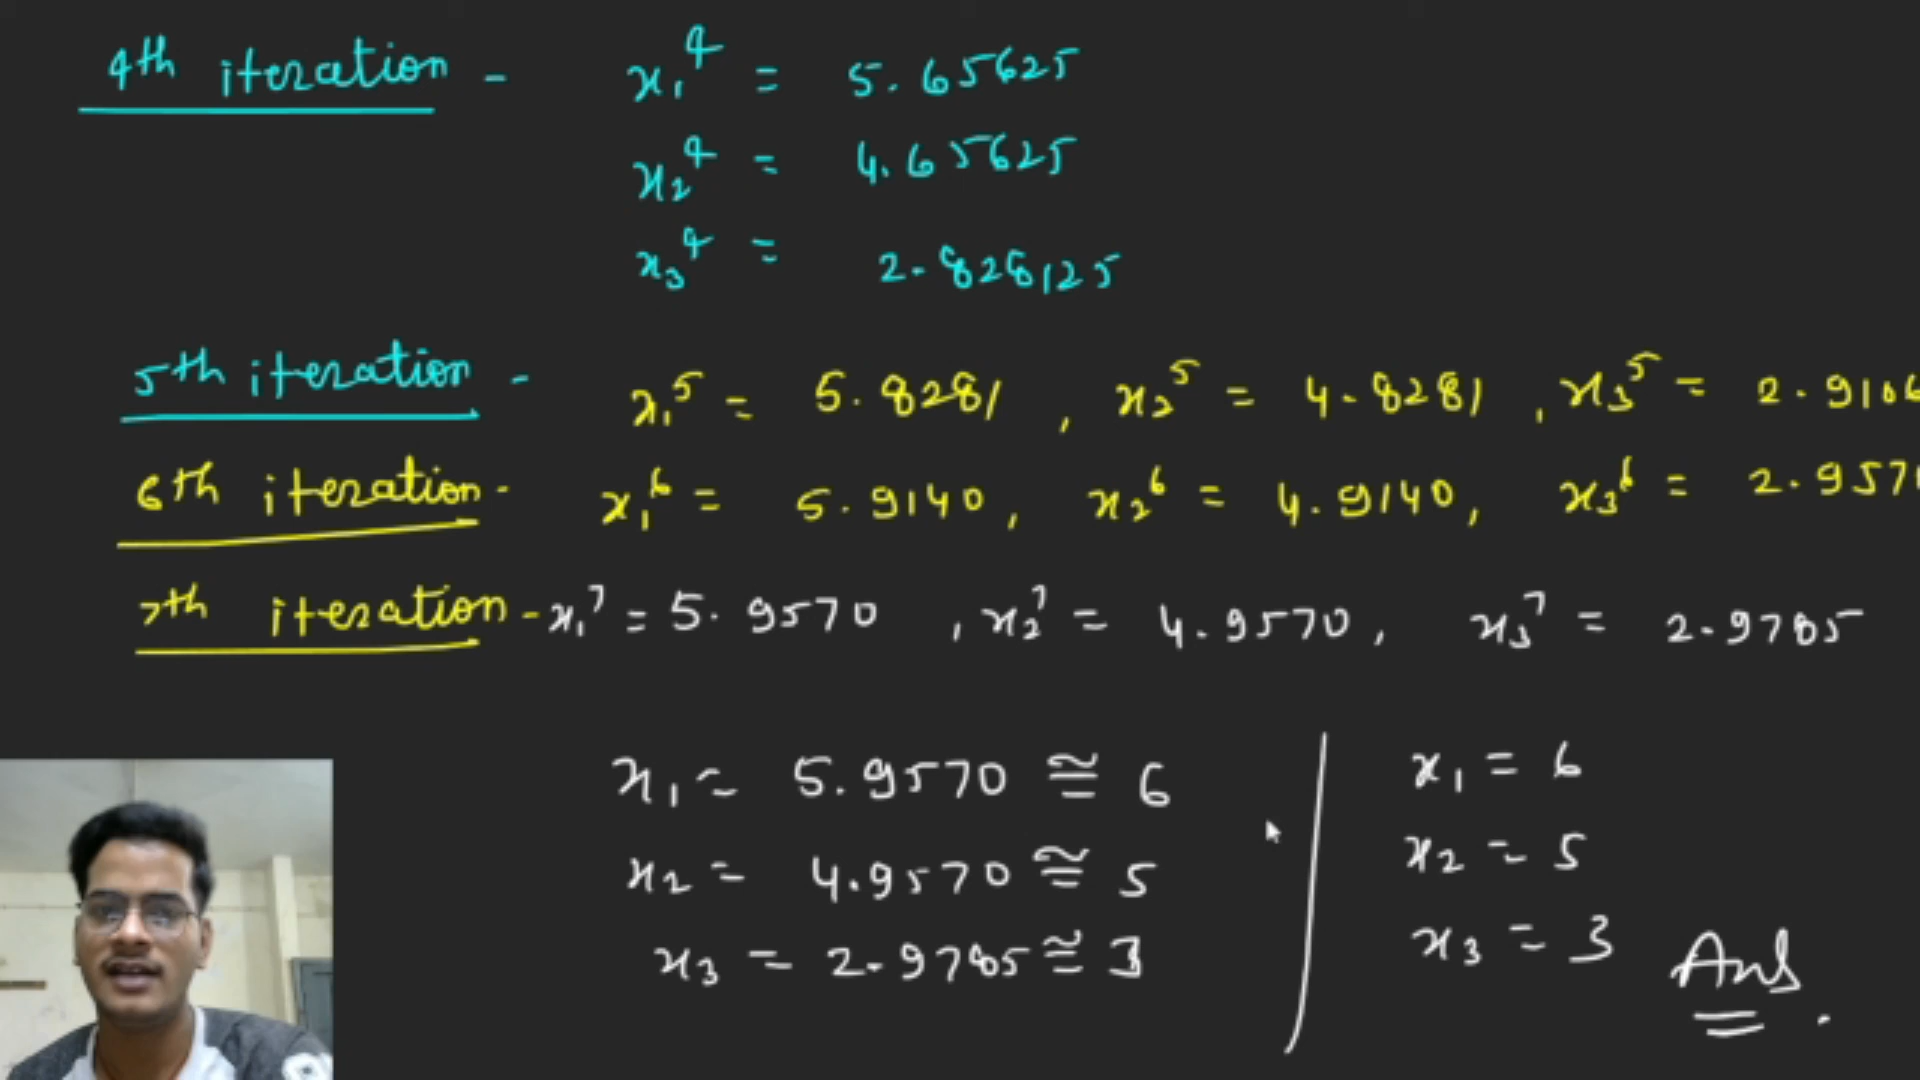 4th iteration - x₁⁴ = 5.65625
x₂⁴ = 4.65625
x₃⁴ = 2.828125
5th iteration - x₁⁵ = 5.8281, x₂⁵ = 4.8281, x₃⁵ = 2.910
6th iteration - x₁⁶ = 5.9140, x₂⁶ = 4.9140, x₃⁶ = 2.957
7th iteration - x₁⁷ = 5.9570, x₂⁷ = 4.9570, x₃⁷ = 2.9785
x₁ = 5.9570 ≅ 6
x₂ = 4.9570 ≅ 5
x₃ = 2.9785 ≅ 3
x₁ = 6
x₂ = 5
x₃ = 3
Ans.